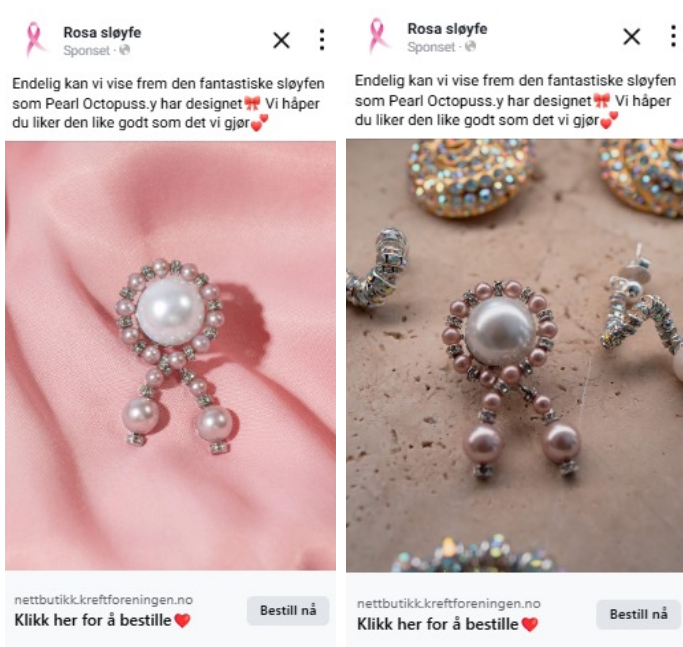 Rosa sløyfe
Sponset ·
Endelig kan vi vise frem den fantastiske sløyfen
som Pearl Octopuss.y har designet🎀 Vi håper
du liker den like godt som det vi gjør💕
nettbutikk.kreftforeningen.no
Klikk her for å bestille❤️
Bestill nå
Rosa sløyfe
Sponset ·
Endelig kan vi vise frem den fantastiske sløyfen
som Pearl Octopuss.y har designet🎀 Vi håper
du liker den like godt som det vi gjør💕
nettbutikk.kreftforeningen.no
Klikk her for å bestille❤️
Bestill nå